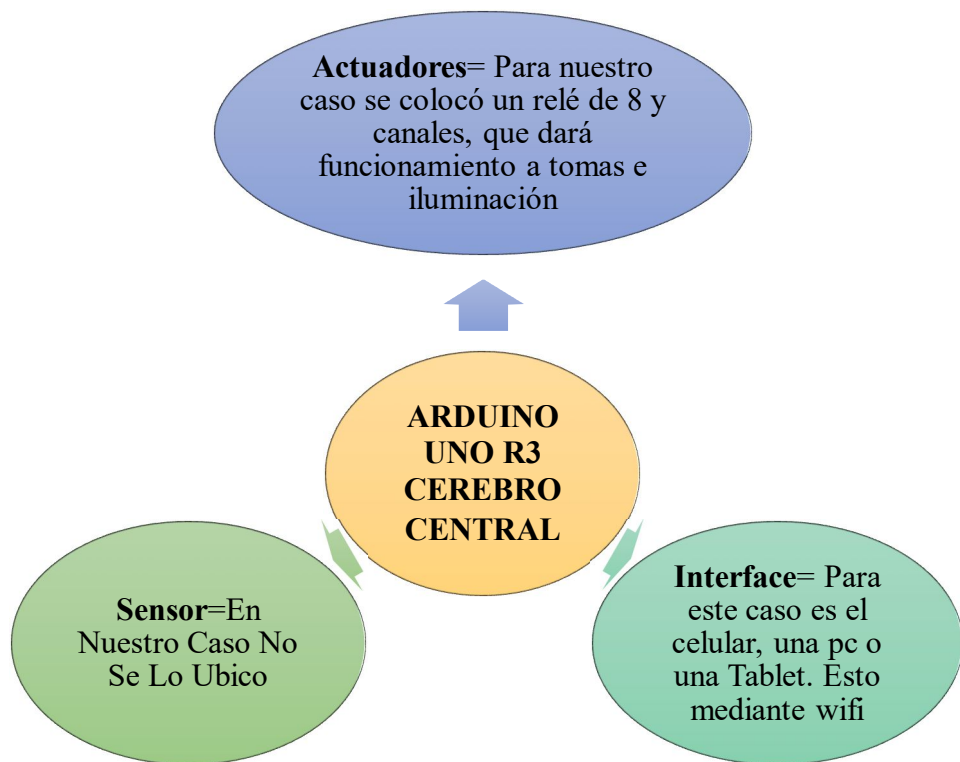 Actuadores= Para nuestro
caso se colocó un relé de 8 y
canales, que dará
funcionamiento a tomas e
iluminación
ARDUINO
UNO R3
CEREBRO
CENTRAL
Sensor=En
Nuestro Caso No
Se Lo Ubico
Interface= Para
este caso es el
celular, una pc o
una Tablet. Esto
mediante wifi